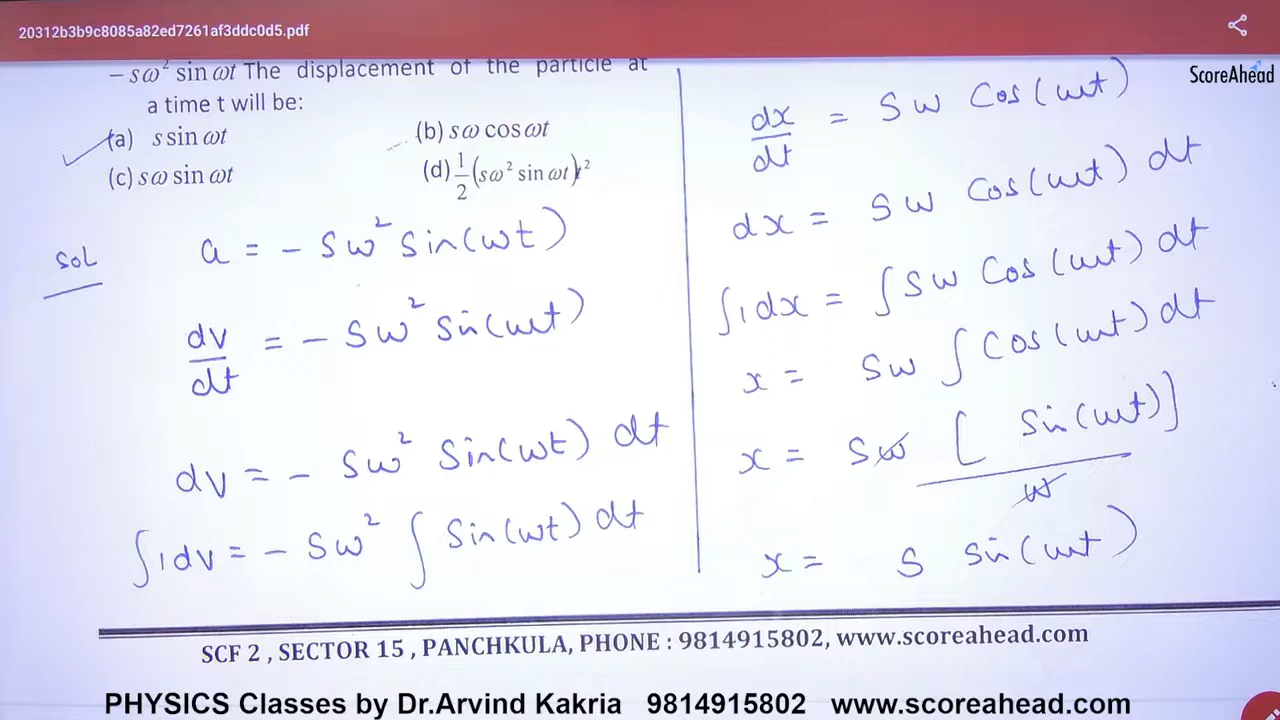 20312b3b9c8085a82ed7261af3ddc0d5.pdf
ScoreAhead
−sω² sin ωt The displacement of the particle at
a time t will be:
(a) s sin ωt
(b) sω cos ωt
(c) sω sin ωt
(d) 1/2 (sω² sin ωt)t²
Sol
a = − Sω² Sin(ωt)
dv/dt = − Sω² Sin(ωt)
dv = − Sω² Sin(ωt) dt
∫1dv = − Sω² ∫ Sin(ωt) dt
dx/dt = Sω Cos(ωt)
dx = Sω Cos(ωt) dt
∫1dx = ∫Sω Cos(ωt) dt
x = Sω ∫Cos(ωt) dt
x = Sω [Sin(ωt)]/ω
x = S Sin(ωt)
SCF 2 , SECTOR 15 , PANCHKULA, PHONE : 9814915802, www.scoreahead.com
PHYSICS Classes by Dr.Arvind Kakria 9814915802 www.scoreahead.com